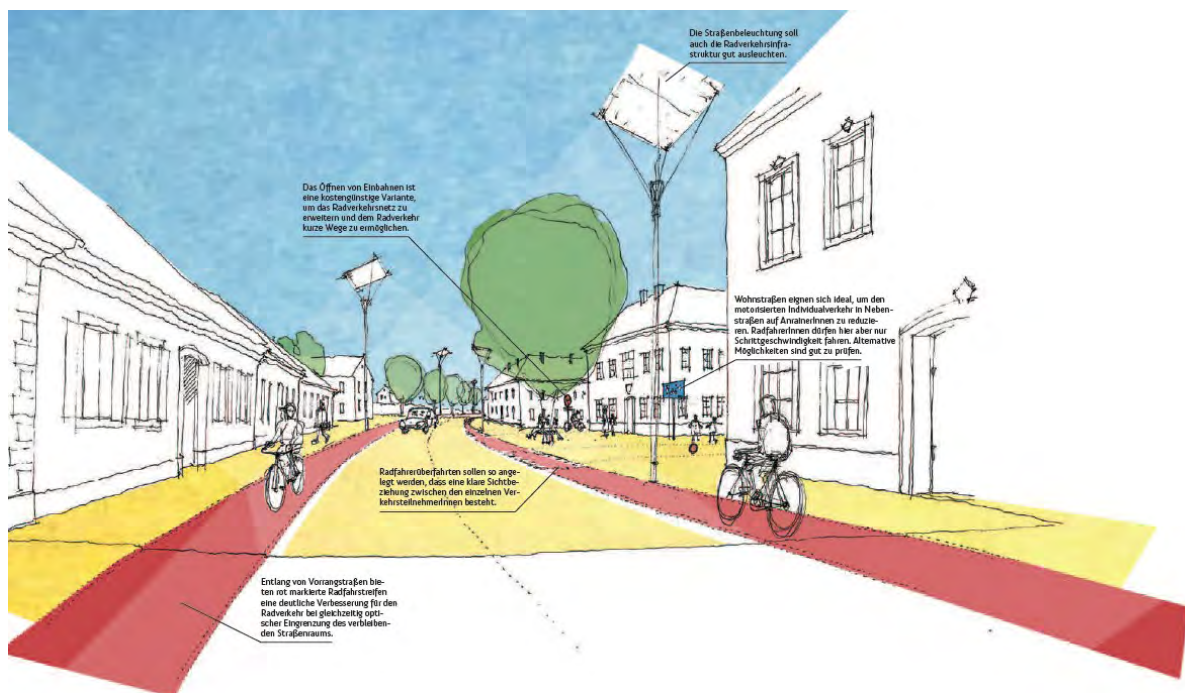 Die Straßenbeleuchtung soll
auch die Radverkehrsinfra-
struktur gut ausleuchten.
Das Öffnen von Einbahnen ist
eine kostengünstige Variante,
um das Radverkehrsnetz zu
erweitern und dem Radverkehr
kurze Wege zu ermöglichen.
Wohnstraßen eignen sich ideal, um den
motorisierten Individualverkehr in Neben-
straßen auf AnrainerInnen zu reduzie-
ren. RadfahrerInnen dürfen hier aber nur
Schrittgeschwindigkeit fahren. Alternative
Möglichkeiten sind gut zu prüfen.
Radfahrerüberfahrten sollen so ange-
legt werden, dass eine klare Sichtbe-
ziehung zwischen den einzelnen Ver-
kehrsteilnehmerInnen besteht.
Entlang von Vorrangstraßen bie-
ten rot markierte Radfahrstreifen
eine deutliche Verbesserung für den
Radverkehr bei gleichzeitig opti-
scher Eingrenzung des verbleiben-
den Straßenraums.